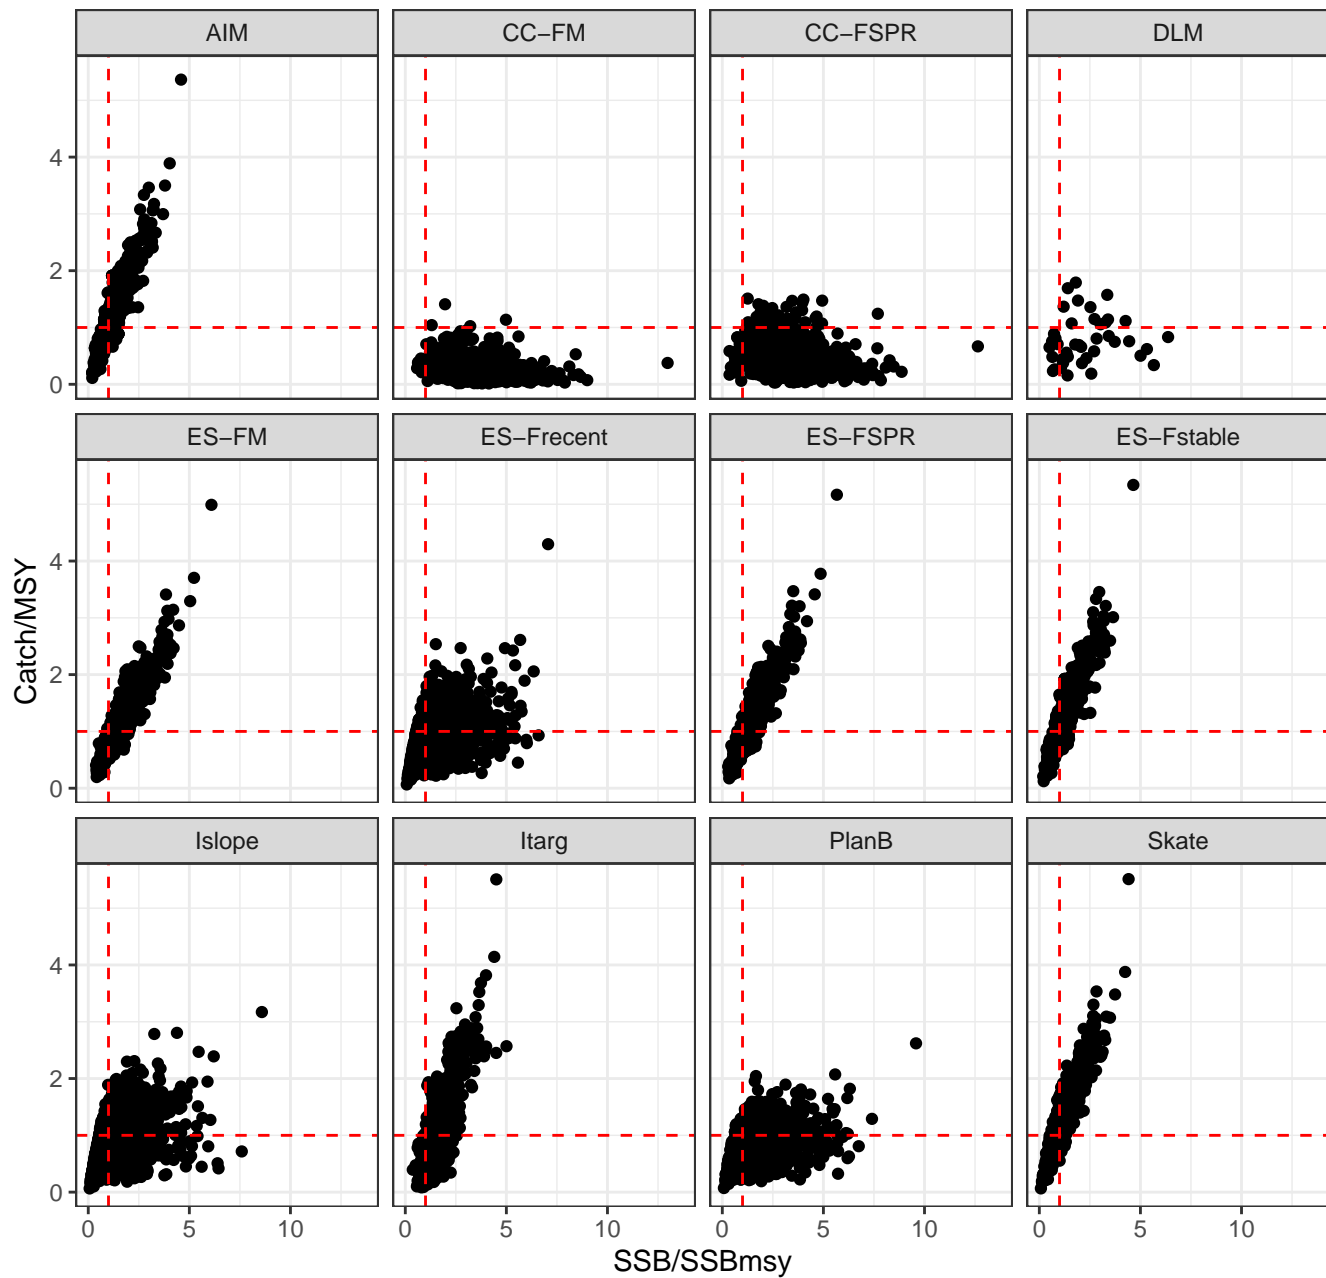 AIM CC−FM CC−FSPR DLM
4
2
0
ES−FM ES−Frecent ES−FSPR ES−Fstable
4
2
0
Catch/MSY
Islope Itarg PlanB Skate
4
2
0
0 5 10 0 5 10 0 5 10 0 5 10
SSB/SSBmsy